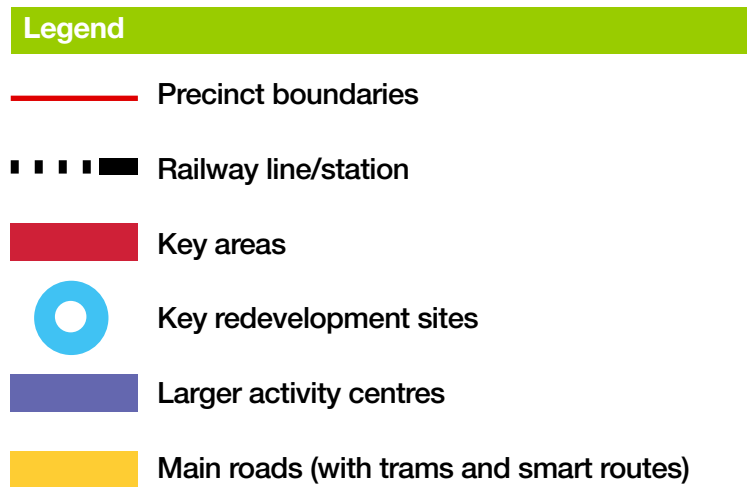 Legend
Precinct boundaries
Railway line/station
Key areas
Key redevelopment sites
Larger activity centres
Main roads (with trams and smart routes)